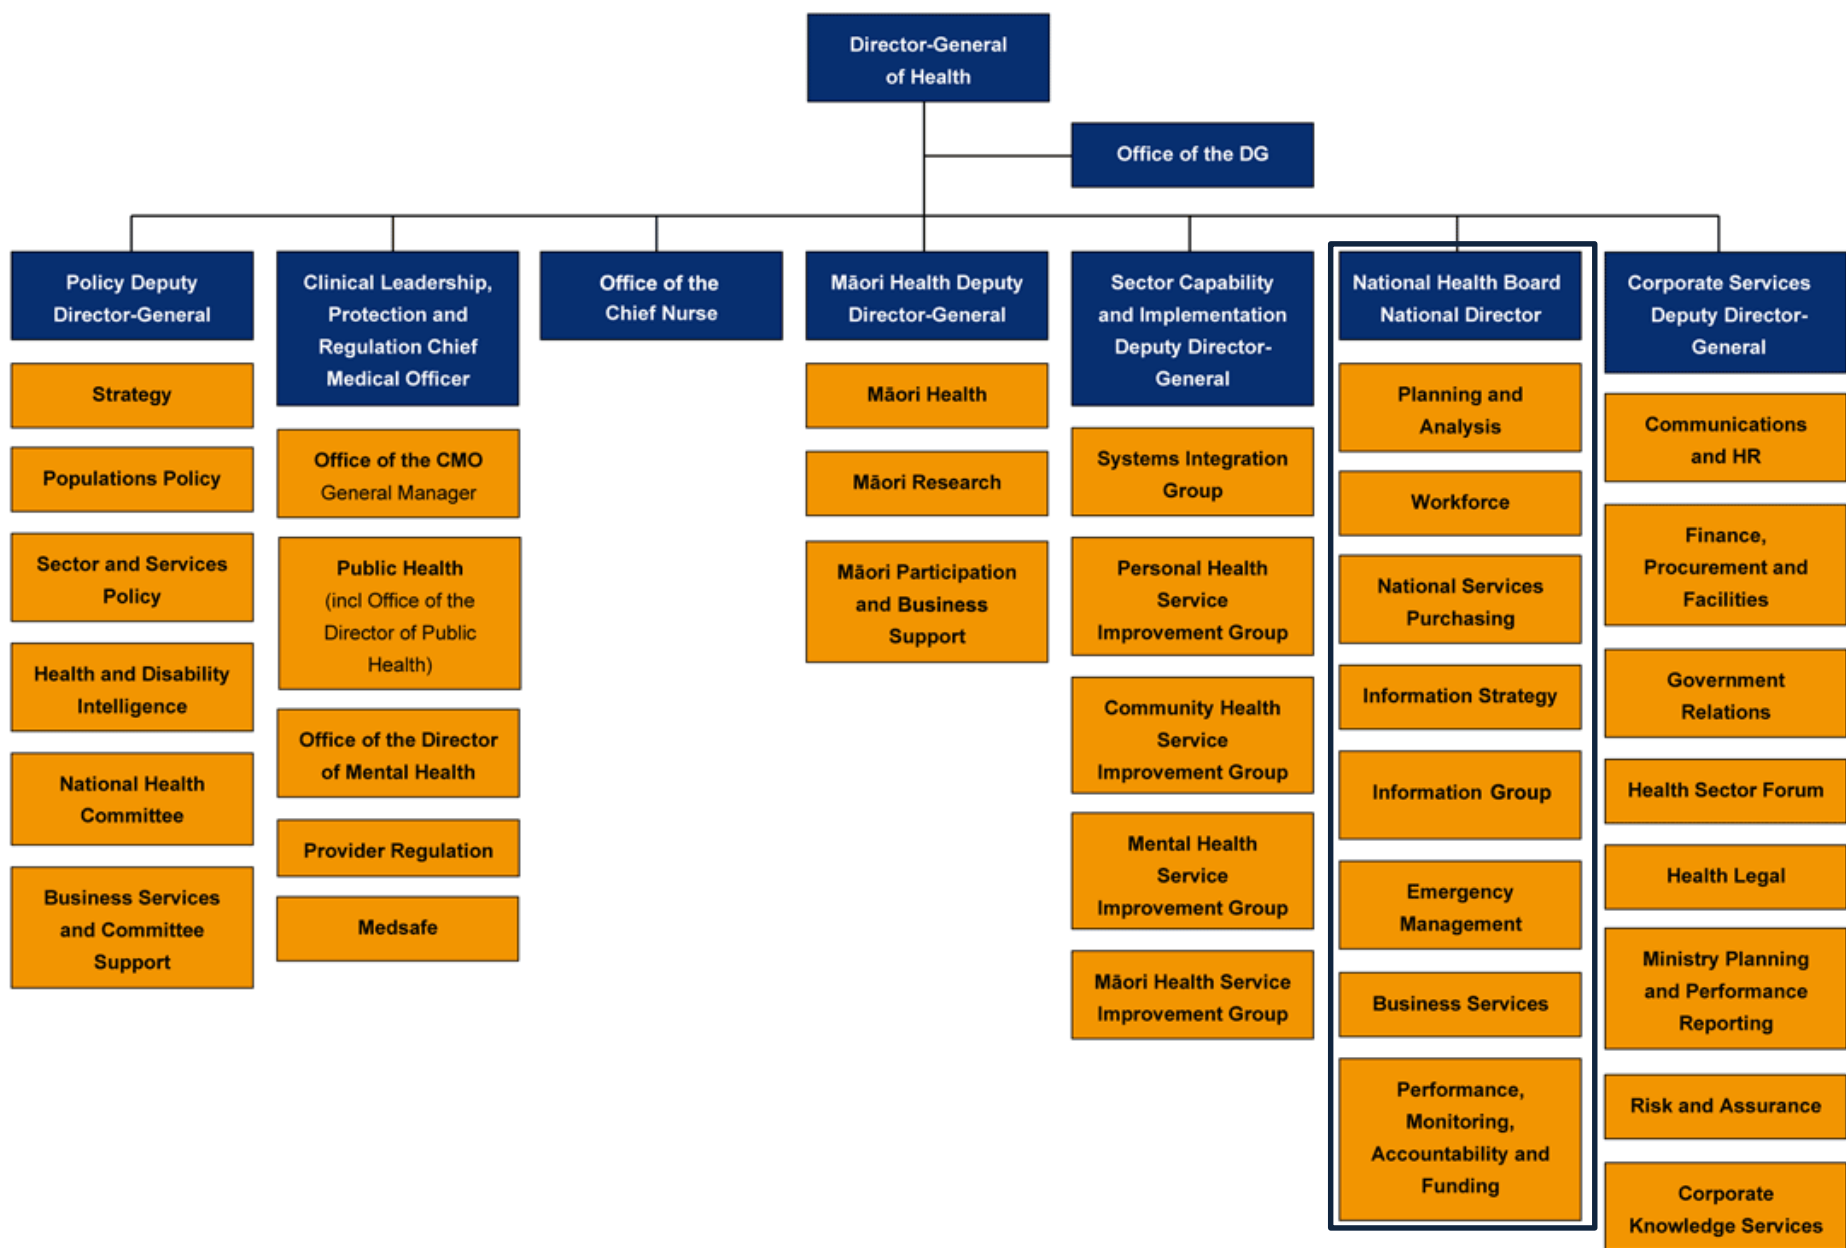 Director-General
of Health
Office of the DG
Policy Deputy
Director-General
Strategy
Populations Policy
Sector and Services
Policy
Health and Disability
Intelligence
National Health
Committee
Business Services
and Committee
Support
Clinical Leadership,
Protection and
Regulation Chief
Medical Officer
Office of the CMO
General Manager
Public Health
(incl Office of the
Director of Public
Health)
Office of the Director
of Mental Health
Provider Regulation
Medsafe
Office of the
Chief Nurse
Māori Health Deputy
Director-General
Māori Health
Māori Research
Māori Participation
and Business
Support
Sector Capability
and Implementation
Deputy Director-
General
Systems Integration
Group
Personal Health
Service
Improvement Group
Community Health
Service
Improvement Group
Mental Health
Service
Improvement Group
Māori Health Service
Improvement Group
National Health Board
National Director
Planning and
Analysis
Workforce
National Services
Purchasing
Information Strategy
Information Group
Emergency
Management
Business Services
Performance,
Monitoring,
Accountability and
Funding
Corporate Services
Deputy Director-
General
Communications
and HR
Finance,
Procurement and
Facilities
Government
Relations
Health Sector Forum
Health Legal
Ministry Planning
and Performance
Reporting
Risk and Assurance
Corporate
Knowledge Services